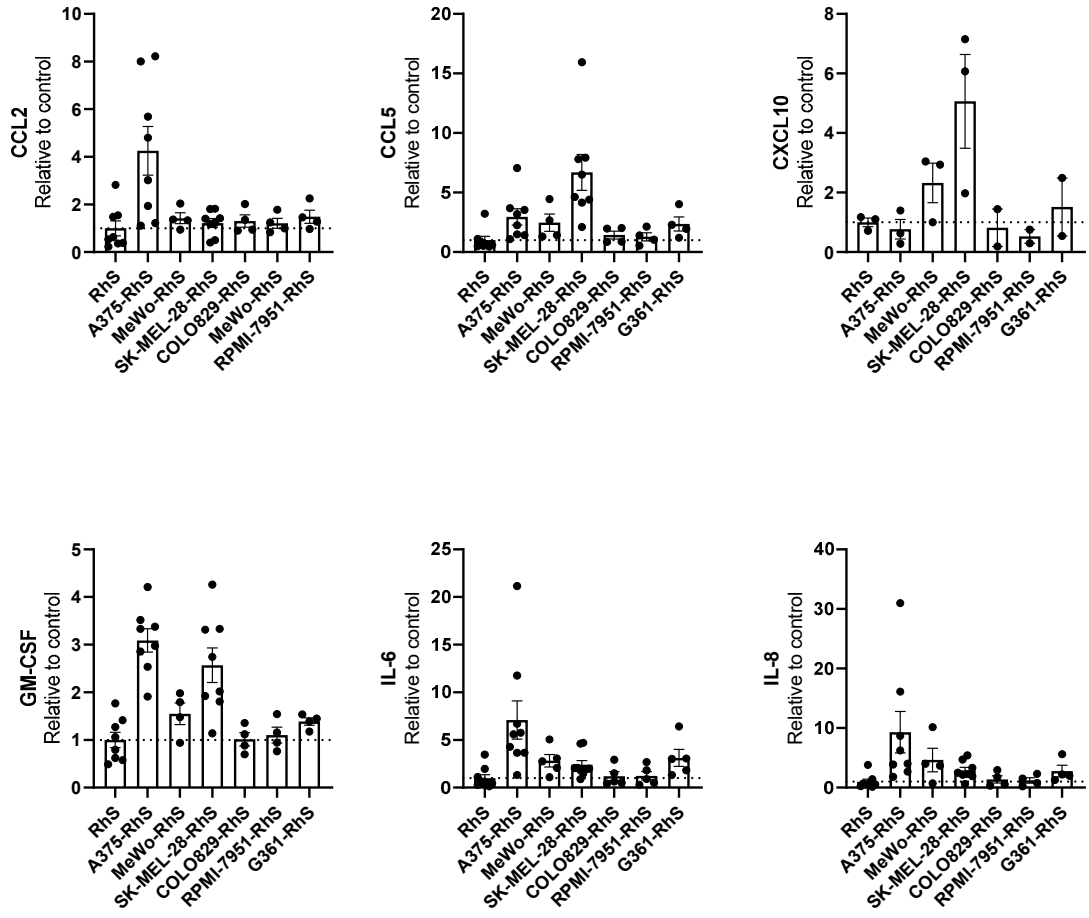 CCL2
Relative to control
10
8
6
4
2
0
RhS
A375-RhS
MeWo-RhS
SK-MEL-28-RhS
COLO829-RhS
MeWo-RhS
RPMI-7951-RhS
CCL5
Relative to control
20
15
10
5
0
RhS
A375-RhS
MeWo-RhS
SK-MEL-28-RhS
COLO829-RhS
RPMI-7951-RhS
G361-RhS
CXCL10
Relative to control
8
6
4
2
0
RhS
A375-RhS
MeWo-RhS
SK-MEL-28-RhS
COLO829-RhS
RPMI-7951-RhS
G361-RhS
GM-CSF
Relative to control
5
4
3
2
1
0
RhS
A375-RhS
MeWo-RhS
SK-MEL-28-RhS
COLO829-RhS
RPMI-7951-RhS
G361-RhS
IL-6
Relative to control
25
20
15
10
5
0
RhS
A375-RhS
MeWo-RhS
SK-MEL-28-RhS
COLO829-RhS
RPMI-7951-RhS
G361-RhS
IL-8
Relative to control
40
30
20
10
0
RhS
A375-RhS
MeWo-RhS
SK-MEL-28-RhS
COLO829-RhS
RPMI-7951-RhS
G361-RhS